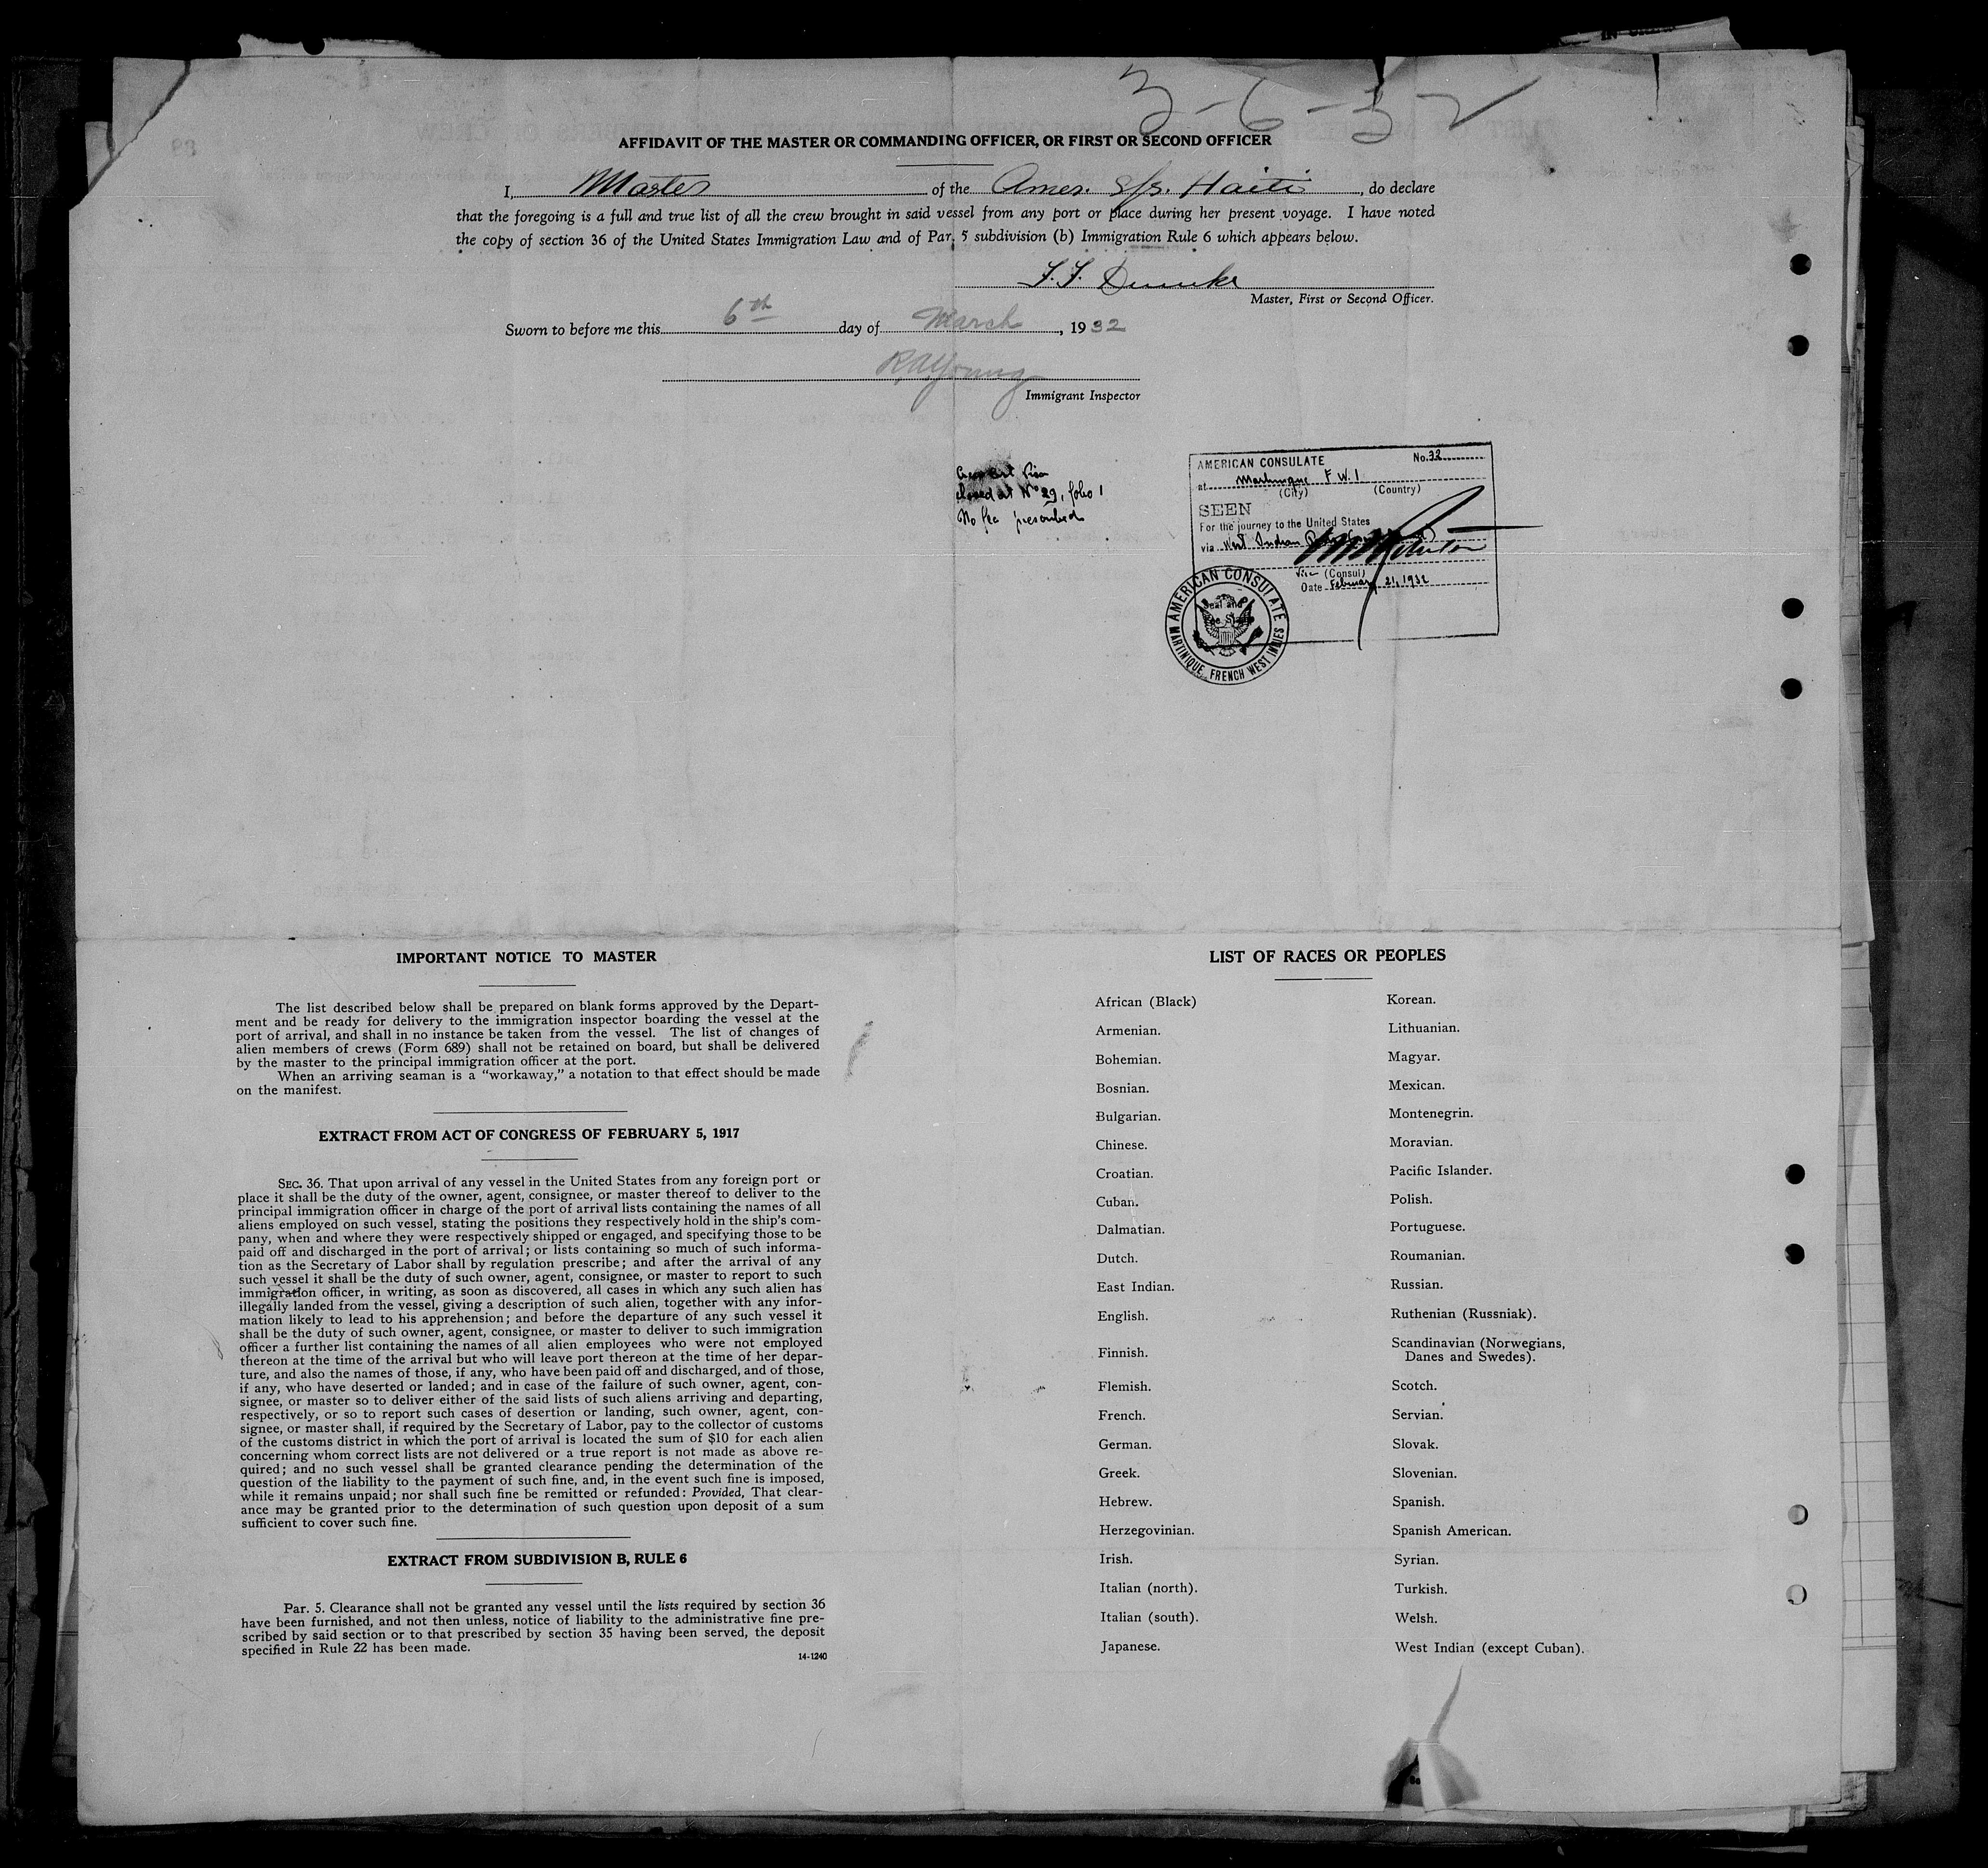 3-6-32
AFFIDAVIT OF THE MASTER OR COMMANDING OFFICER, OR FIRST OR SECOND OFFICER
I, Master of the Amer. S/s. Haiti, do declare
that the foregoing is a full and true list of all the crew brought in said vessel from any port or place during her present voyage. I have noted
the copy of section 36 of the United States Immigration Law and of Par. 5 subdivision (b) Immigration Rule 6 which appears below.
Master, First or Second Officer.
Sworn to before me this 6th day of March, 1932
R.A. Young
Immigrant Inspector
closed at No 29, folio 1
No fee prescribed
AMERICAN CONSULATE No. 32
at Martinique F W. I
(City) (Country)
SEEN
For the journey to the United States
via West Indian
Vice (Consul)
Date February 21, 1932
AMERICAN CONSULATE
MARTINIQUE, FRENCH WEST INDIES
IMPORTANT NOTICE TO MASTER
The list described below shall be prepared on blank forms approved by the Depart-
ment and be ready for delivery to the immigration inspector boarding the vessel at the
port of arrival, and shall in no instance be taken from the vessel. The list of changes of
alien members of crews (Form 689) shall not be retained on board, but shall be delivered
by the master to the principal immigration officer at the port.
When an arriving seaman is a “workaway,” a notation to that effect should be made
on the manifest.
EXTRACT FROM ACT OF CONGRESS OF FEBRUARY 5, 1917
SEC. 36. That upon arrival of any vessel in the United States from any foreign port or
place it shall be the duty of the owner, agent, consignee, or master thereof to deliver to the
principal immigration officer in charge of the port of arrival lists containing the names of all
aliens employed on such vessel, stating the positions they respectively hold in the ship's com-
pany, when and where they were respectively shipped or engaged, and specifying those to be
paid off and discharged in the port of arrival; or lists containing so much of such informa-
tion as the Secretary of Labor shall by regulation prescribe; and after the arrival of any
such vessel it shall be the duty of such owner, agent, consignee, or master to report to such
immigration officer, in writing, as soon as discovered, all cases in which any such alien has
illegally landed from the vessel, giving a description of such alien, together with any infor-
mation likely to lead to his apprehension; and before the departure of any such vessel it
shall be the duty of such owner, agent, consignee, or master to deliver to such immigration
officer a further list containing the names of all alien employees who were not employed
thereon at the time of the arrival but who will leave port thereon at the time of her depar-
ture, and also the names of those, if any, who have been paid off and discharged, and of those,
if any, who have deserted or landed; and in case of the failure of such owner, agent, con-
signee, or master so to deliver either of the said lists of such aliens arriving and departing,
respectively, or so to report such cases of desertion or landing, such owner, agent, con-
signee, or master shall, if required by the Secretary of Labor, pay to the collector of customs
of the customs district in which the port of arrival is located the sum of $10 for each alien
concerning whom correct lists are not delivered or a true report is not made as above re-
quired; and no such vessel shall be granted clearance pending the determination of the
question of the liability to the payment of such fine, and, in the event such fine is imposed,
while it remains unpaid; nor shall such fine be remitted or refunded: Provided, That clear-
ance may be granted prior to the determination of such question upon deposit of a sum
sufficient to cover such fine.
EXTRACT FROM SUBDIVISION B, RULE 6
Par. 5. Clearance shall not be granted any vessel until the lists required by section 36
have been furnished, and not then unless, notice of liability to the administrative fine pre-
scribed by said section or to that prescribed by section 35 having been served, the deposit
specified in Rule 22 has been made.
14-1240
LIST OF RACES OR PEOPLES
African (Black)
Armenian.
Bohemian.
Bosnian.
Bulgarian.
Chinese.
Croatian.
Cuban.
Dalmatian.
Dutch.
East Indian.
English.
Finnish.
Flemish.
French.
German.
Greek.
Hebrew.
Herzegovinian.
Irish.
Italian (north).
Italian (south).
Japanese.
Korean.
Lithuanian.
Magyar.
Mexican.
Montenegrin.
Moravian.
Pacific Islander.
Polish.
Portuguese.
Roumanian.
Russian.
Ruthenian (Russniak).
Scandinavian (Norwegians,
Danes and Swedes).
Scotch.
Servian.
Slovak.
Slovenian.
Spanish.
Spanish American.
Syrian.
Turkish.
Welsh.
West Indian (except Cuban).